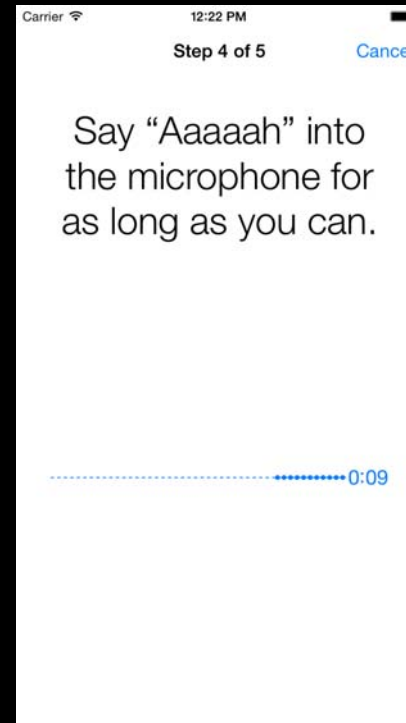 Carrier 12:22 PM
Step 4 of 5 Cance
Say “Aaaaah” into
the microphone for
as long as you can.
0:09